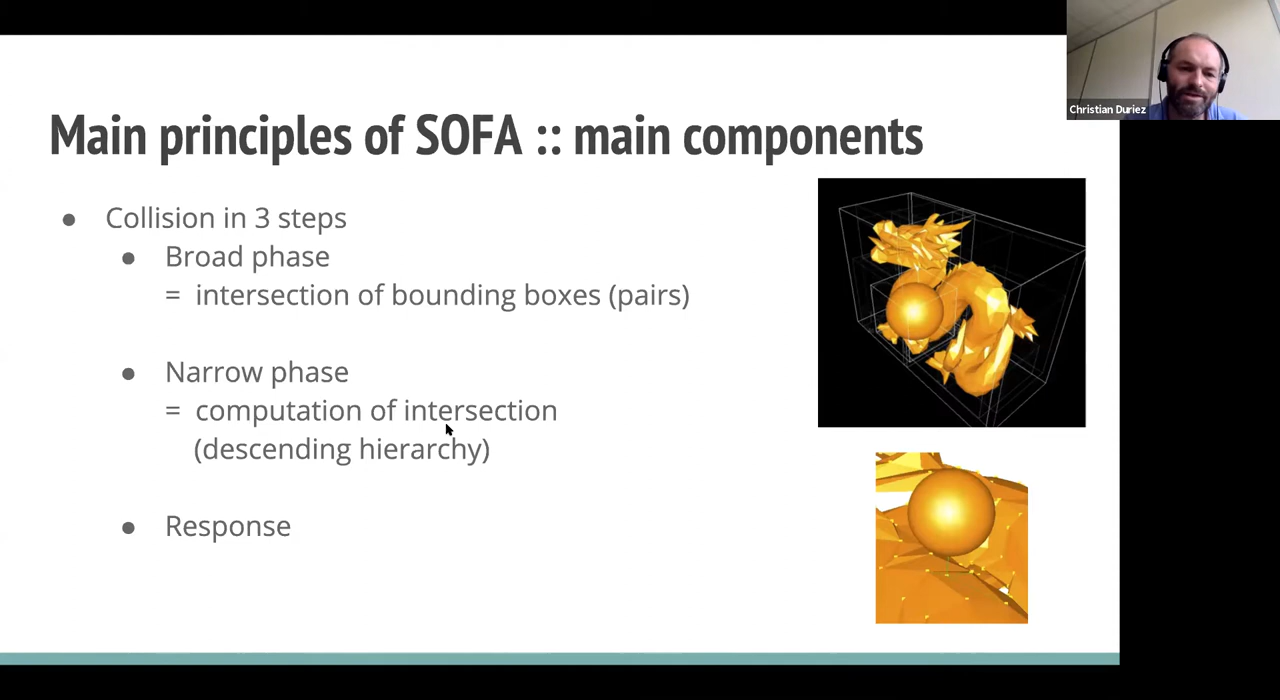 Christian Duriez
Main principles of SOFA :: main components
● Collision in 3 steps
● Broad phase
= intersection of bounding boxes (pairs)
● Narrow phase
= computation of intersection
(descending hierarchy)
● Response